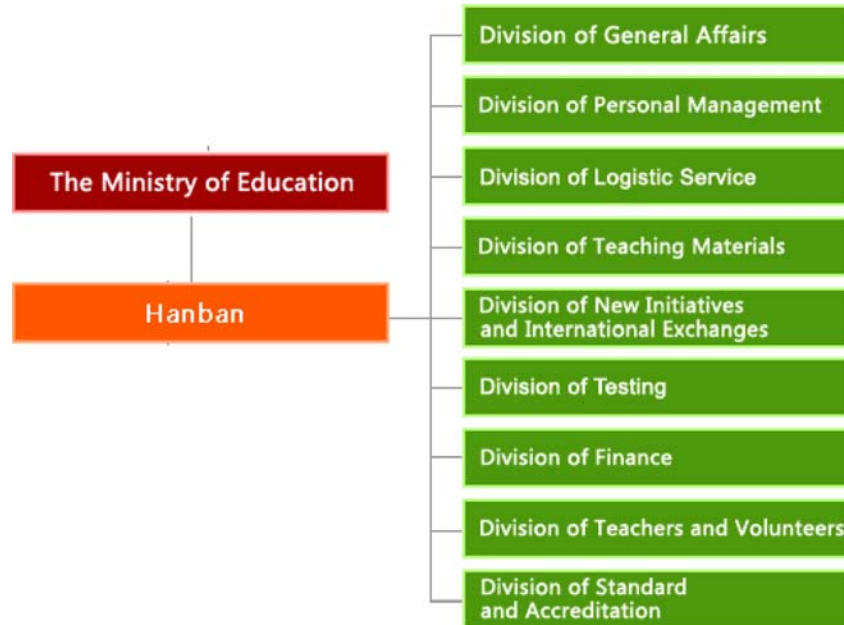 The Ministry of Education
Hanban
Division of General Affairs
Division of Personal Management
Division of Logistic Service
Division of Teaching Materials
Division of New Initiatives
and International Exchanges
Division of Testing
Division of Finance
Division of Teachers and Volunteers
Division of Standard
and Accreditation